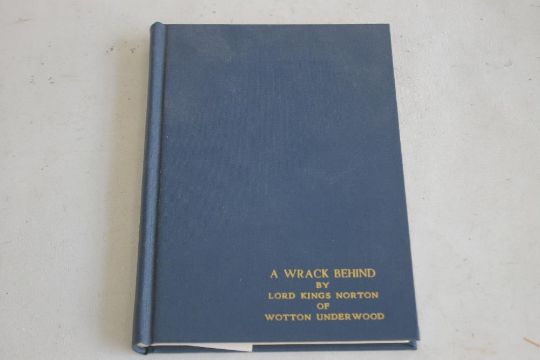 A WRACK BEHIND
BY
LORD KINGS NORTON
OF
WOTTON UNDERWOOD